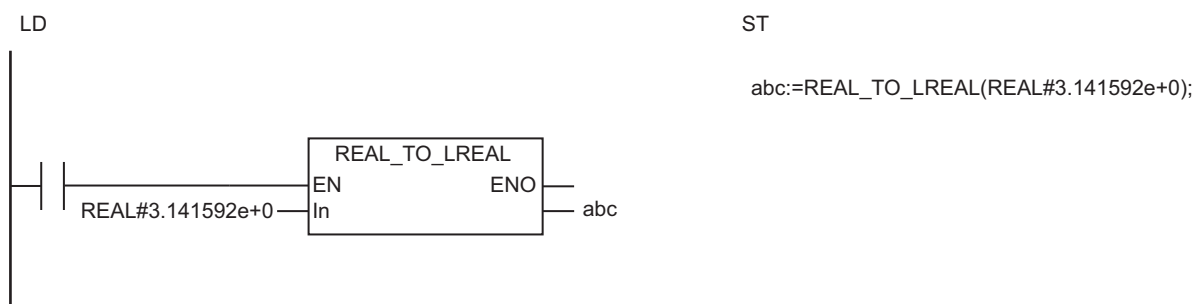 LD
ST
abc:=REAL_TO_LREAL(REAL#3.141592e+0);
REAL_TO_LREAL
EN ENO
REAL#3.141592e+0 In abc